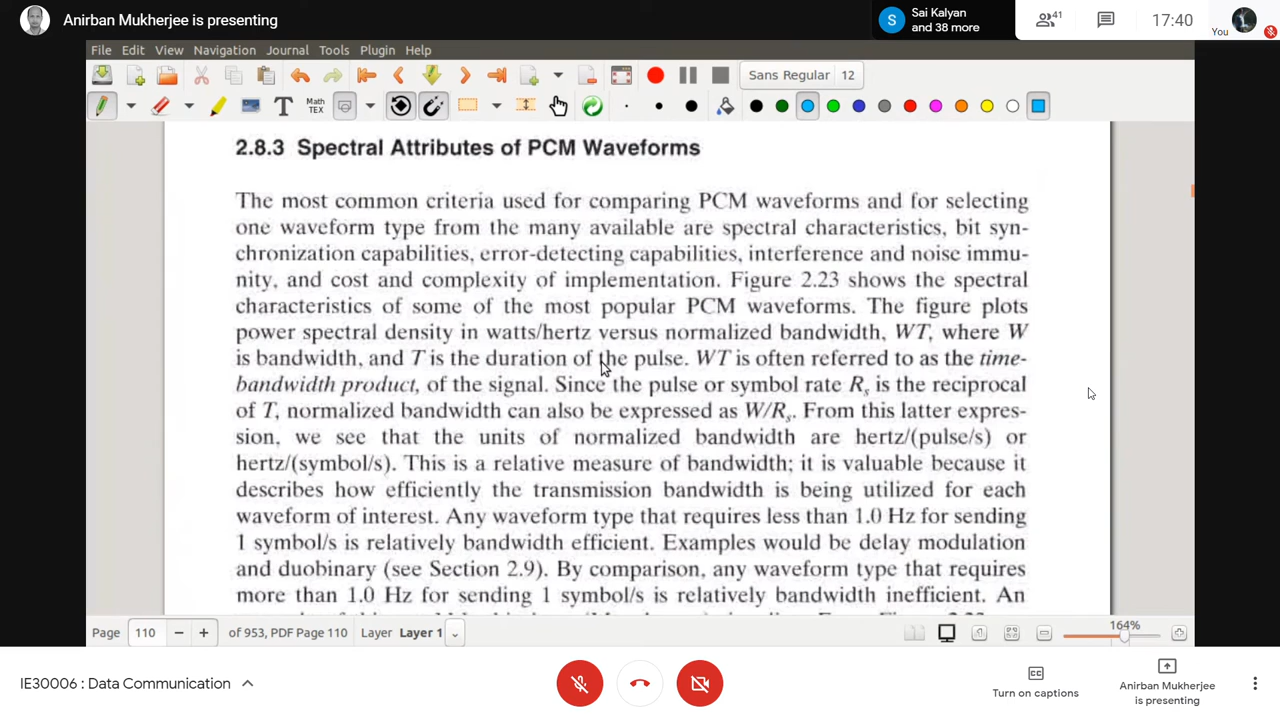 Anirban Mukherjee is presenting
S
Sai Kalyan
and 38 more
41
17:40
You
File Edit View Navigation Journal Tools Plugin Help
Sans Regular 12
T Math
TEX
2.8.3 Spectral Attributes of PCM Waveforms
The most common criteria used for comparing PCM waveforms and for selecting
one waveform type from the many available are spectral characteristics, bit syn-
chronization capabilities, error-detecting capabilities, interference and noise immu-
nity, and cost and complexity of implementation. Figure 2.23 shows the spectral
characteristics of some of the most popular PCM waveforms. The figure plots
power spectral density in watts/hertz versus normalized bandwidth, WT, where W
is bandwidth, and T is the duration of the pulse. WT is often referred to as the time-
bandwidth product, of the signal. Since the pulse or symbol rate Rs is the reciprocal
of T, normalized bandwidth can also be expressed as W/Rs. From this latter expres-
sion, we see that the units of normalized bandwidth are hertz/(pulse/s) or
hertz/(symbol/s). This is a relative measure of bandwidth; it is valuable because it
describes how efficiently the transmission bandwidth is being utilized for each
waveform of interest. Any waveform type that requires less than 1.0 Hz for sending
1 symbol/s is relatively bandwidth efficient. Examples would be delay modulation
and duobinary (see Section 2.9). By comparison, any waveform type that requires
more than 1.0 Hz for sending 1 symbol/s is relatively bandwidth inefficient. An
Page 110 − + of 953, PDF Page 110 Layer Layer 1
164%
IE30006 : Data Communication
Turn on captions
Anirban Mukherjee
is presenting